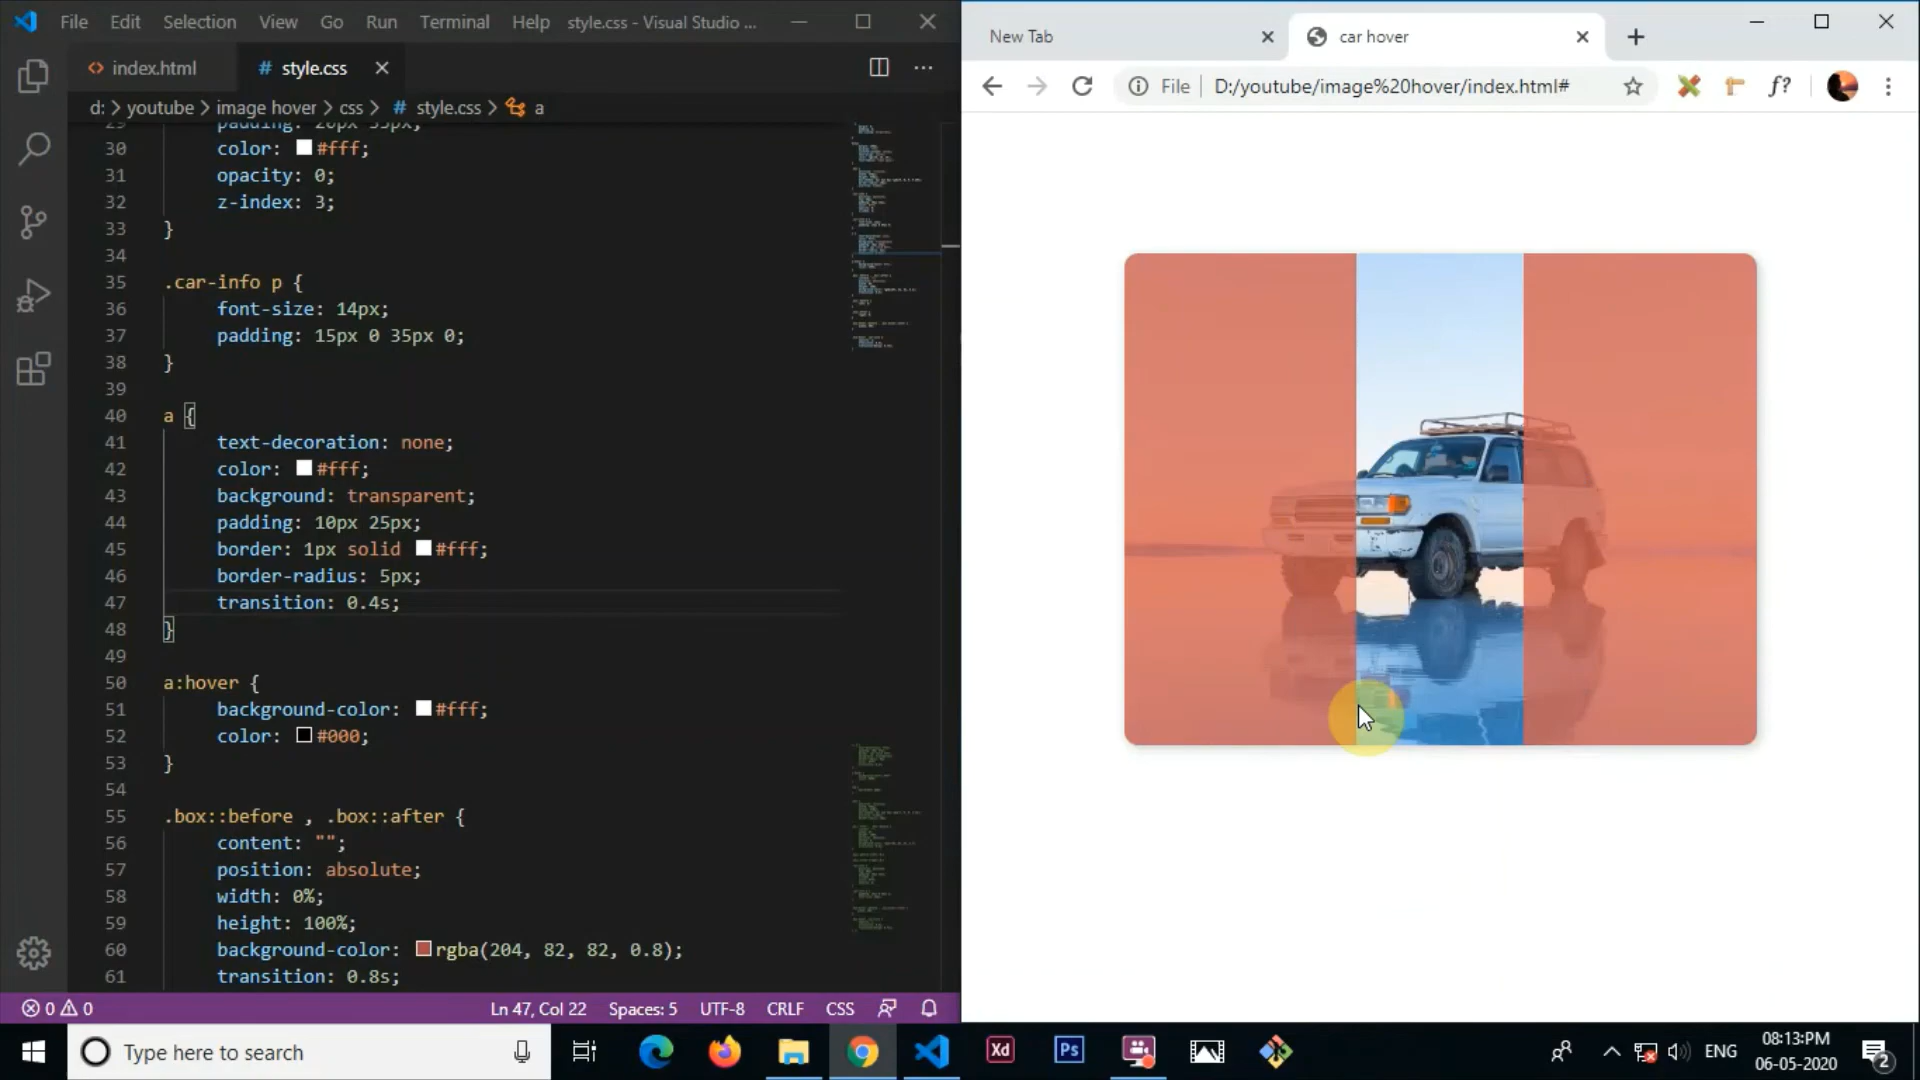 File Edit Selection View Go Run Terminal Help style.css - Visual Studio ...
index.html
style.css
d: > youtube > image hover > css > # style.css > a
29 padding: 20px 35px;
30 color: #fff;
31 opacity: 0;
32 z-index: 3;
33 }
34
35 .car-info p {
36 font-size: 14px;
37 padding: 15px 0 35px 0;
38 }
39
40 a {
41 text-decoration: none;
42 color: #fff;
43 background: transparent;
44 padding: 10px 25px;
45 border: 1px solid #fff;
46 border-radius: 5px;
47 transition: 0.4s;
48 }
49
50 a:hover {
51 background-color: #fff;
52 color: #000;
53 }
54
55 .box::before , .box::after {
56 content: "";
57 position: absolute;
58 width: 0%;
59 height: 100%;
60 background-color: rgba(204, 82, 82, 0.8);
61 transition: 0.8s;
0 0
Ln 47, Col 22 Spaces: 5 UTF-8 CRLF CSS
New Tab
car hover
File D:/youtube/image%20hover/index.html#
f?
Type here to search
Xd
Ps
ENG
08:13:PM
06-05-2020
2